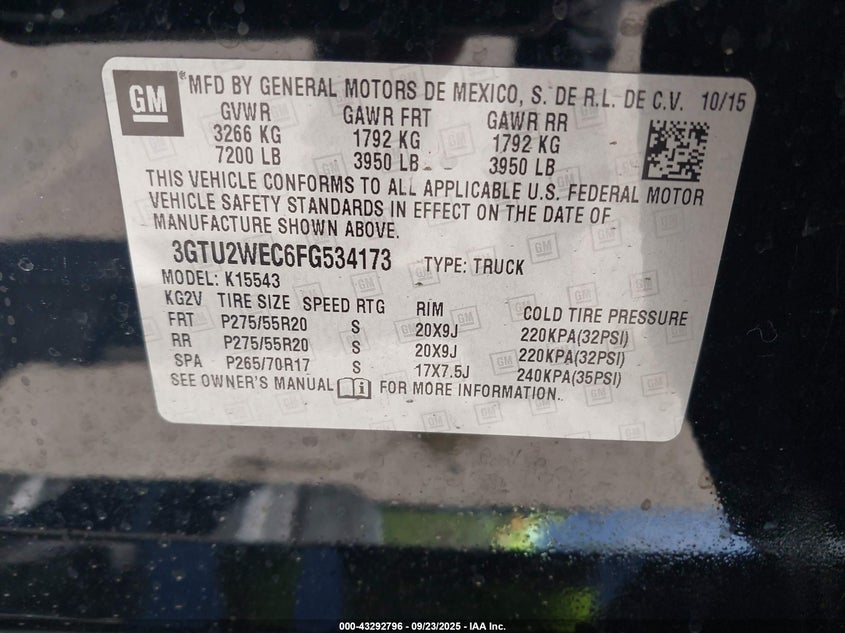 GM
® MFD BY GENERAL MOTORS DE MEXICO, S. DE R.L. DE C.V. 10/15
GVWR GAWR FRT GAWR RR
3266 KG 1792 KG 1792 KG
7200 LB 3950 LB 3950 LB
THIS VEHICLE CONFORMS TO ALL APPLICABLE U.S. FEDERAL MOTOR
VEHICLE SAFETY STANDARDS IN EFFECT ON THE DATE OF
MANUFACTURE SHOWN ABOVE.
3GTU2WEC6FG534173 TYPE: TRUCK
MODEL: K15543
KG2V TIRE SIZE SPEED RTG RIM COLD TIRE PRESSURE
FRT P275/55R20 S 20X9J 220KPA(32PSI)
RR P275/55R20 S 20X9J 220KPA(32PSI)
SPA P265/70R17 S 17X7.5J 240KPA(35PSI)
SEE OWNER'S MANUAL FOR MORE INFORMATION.
000-43292796 - 09/23/2025 - IAA Inc.